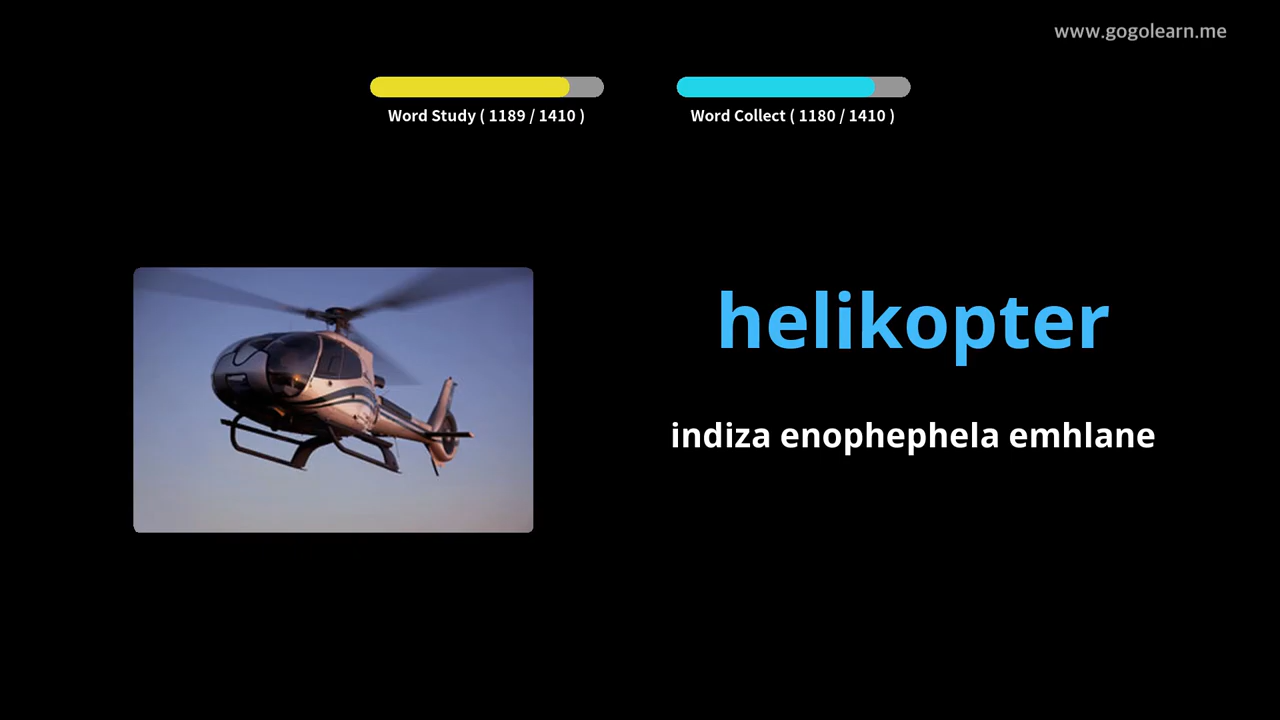 www.gogolearn.me
Word Study ( 1189 / 1410 )
Word Collect ( 1180 / 1410 )
helikopter
indiza enophephela emhlane